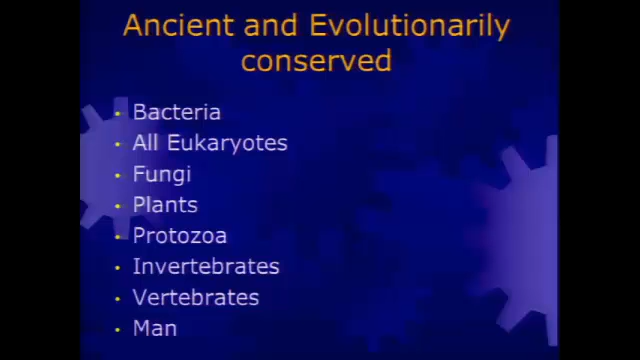 Ancient and Evolutionarily
conserved
• Bacteria
• All Eukaryotes
• Fungi
• Plants
• Protozoa
• Invertebrates
• Vertebrates
• Man